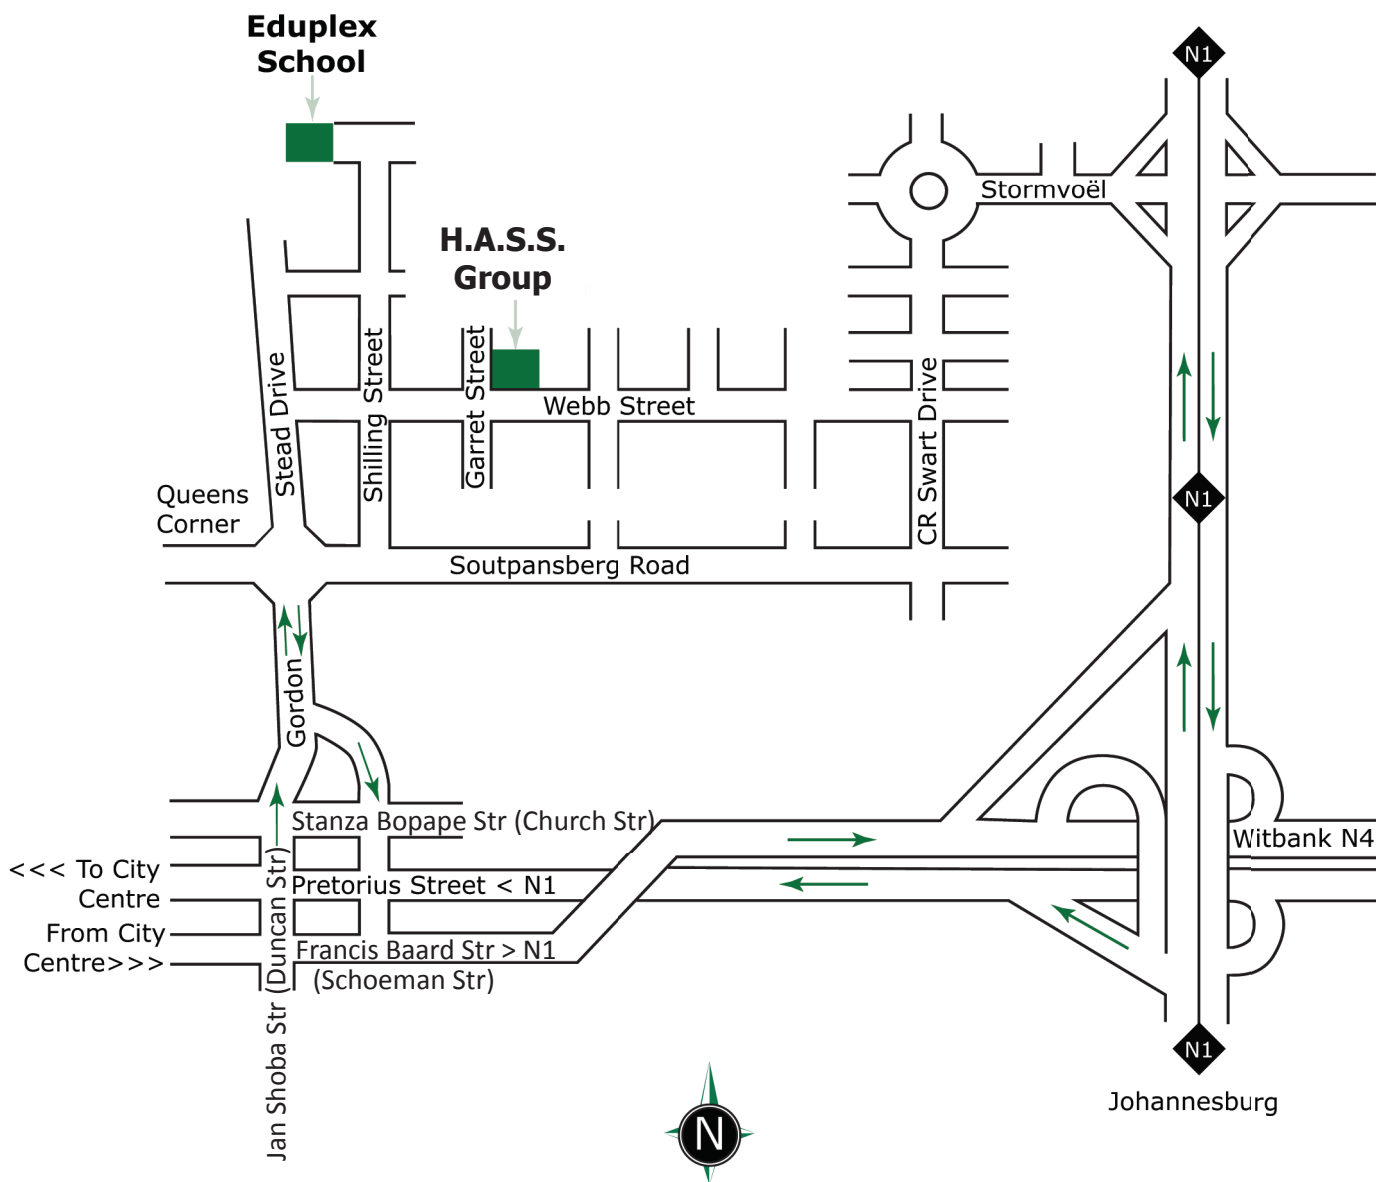 Eduplex
School
N1
Stormvoël
H.A.S.S.
Group
Stead Drive
Shilling Street
Garret Street
Webb Street
CR Swart Drive
Queens
Corner
N1
Soutpansberg Road
Gordon
Stanza Bopape Str (Church Str)
Witbank N4
<<< To City
Centre
Pretorius Street < N1
From City
Centre>>>
Francis Baard Str > N1
(Schoeman Str)
Jan Shoba Str (Duncan Str)
N1
Johannesburg
N